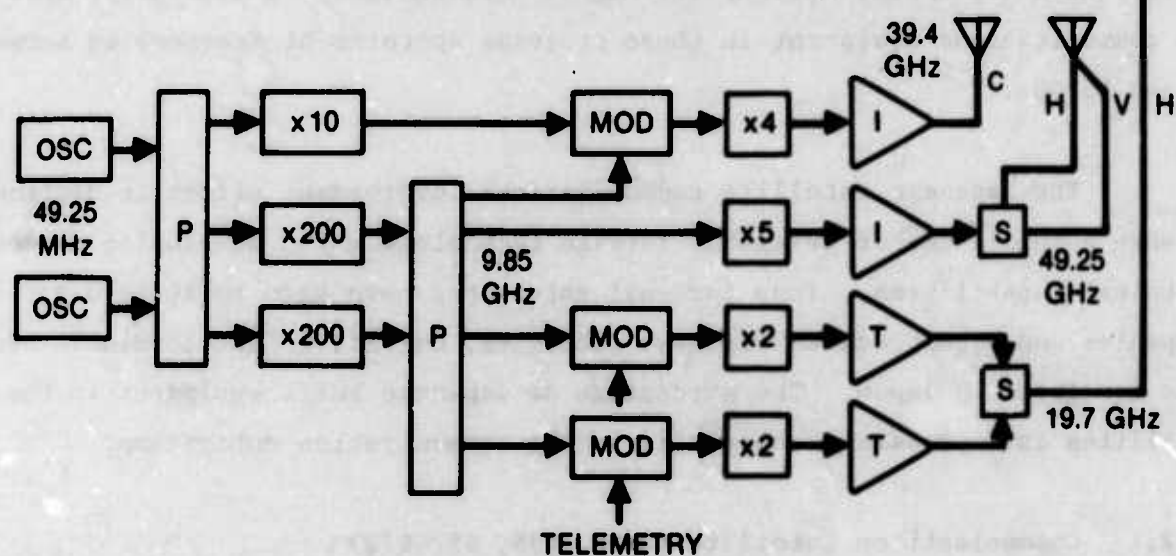 39.4
GHz
C
H V H
OSC x10 MOD x4 I
49.25
MHz
P x200 P 9.85
GHz
x5 I S 49.25
GHz
OSC x200 MOD x2 T
S 19.7 GHz
MOD x2 T
TELEMETRY